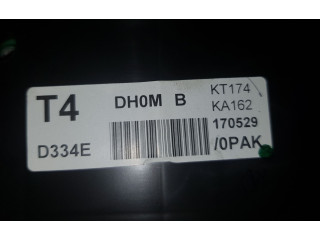 T4 DH0M B KT174
KA162
170529
D334E /0PAK